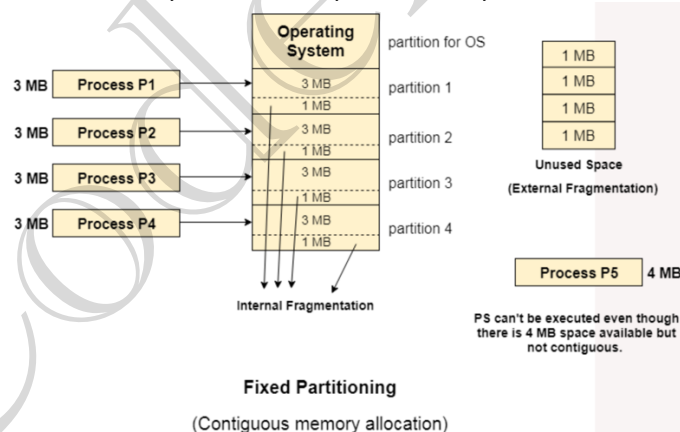 Operating
System
partition for OS
3 MB Process P1
3 MB
1 MB
partition 1
3 MB Process P2
3 MB
1 MB
partition 2
3 MB Process P3
3 MB
1 MB
partition 3
3 MB Process P4
3 MB
1 MB
partition 4
Internal Fragmentation
1 MB
1 MB
1 MB
1 MB
Unused Space
(External Fragmentation)
Process P5 4 MB
PS can't be executed even though
there is 4 MB space available but
not contiguous.
Fixed Partitioning
(Contiguous memory allocation)